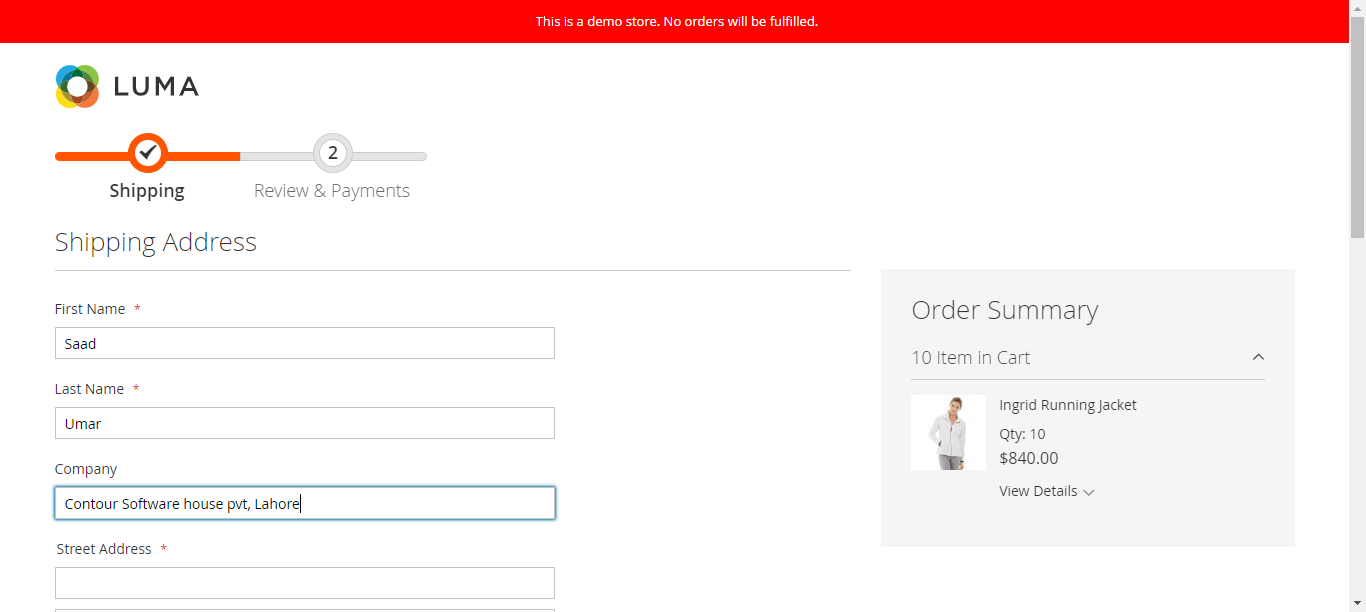 This is a demo store. No orders will be fulfilled.
LUMA
2
Shipping
Review & Payments
Shipping Address
First Name *
Saad
Last Name *
Umar
Company
Contour Software house pvt, Lahore
Street Address *
Order Summary
10 Item in Cart
Ingrid Running Jacket
Qty: 10
$840.00
View Details